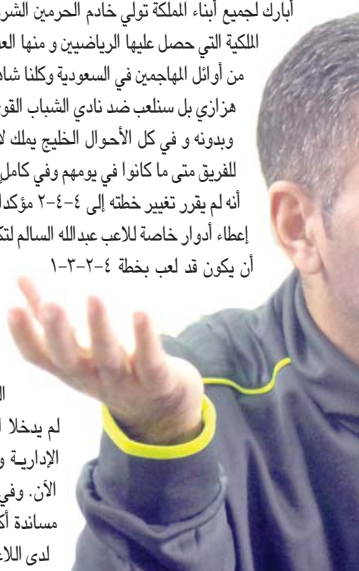 أبارك لجميع أبناء المملكة تولي خادم الحرمين الشر
الملكية التي حصل عليها الرياضيين و منها الع
من أوائل المهاجمين في السعودية وكلنا شا
هزازي بل سنلعب ضد نادي الشباب القو
وبدونه و في كل الأحوال الخليج يملك لا
للفريق متى ما كانوا في يومهم وفي كامل
أنه لم يقرر تغيير خطته إلى ٤-٤-٢ مؤكدا
إعطاء أدوار خاصة للاعب عبدالله السالم لتك
أن يكون قد لعب بخطة ٤-٢-٣-١
ال
لم يدخلا ا
الإدارية و
الآن. وفي
مساندة أك
لدى اللاع